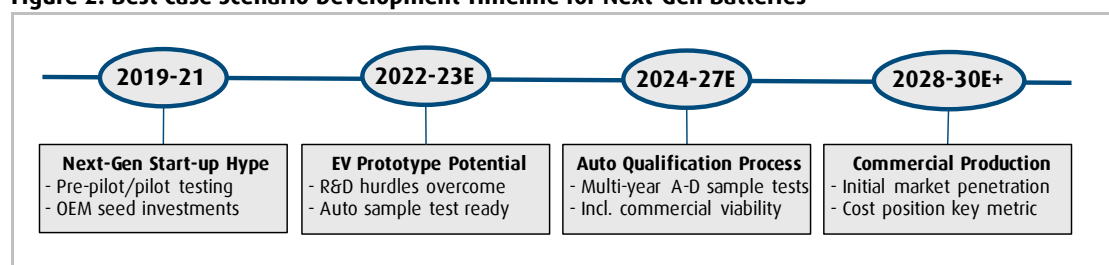 Figure 2: Best Case Scenario Development Timeline for Next-Gen Batteries
2019-21
2022-23E
2024-27E
2028-30E+
Next-Gen Start-up Hype
- Pre-pilot/pilot testing
- OEM seed investments
EV Prototype Potential
- R&D hurdles overcome
- Auto sample test ready
Auto Qualification Process
- Multi-year A-D sample tests
- Incl. commercial viability
Commercial Production
- Initial market penetration
- Cost position key metric